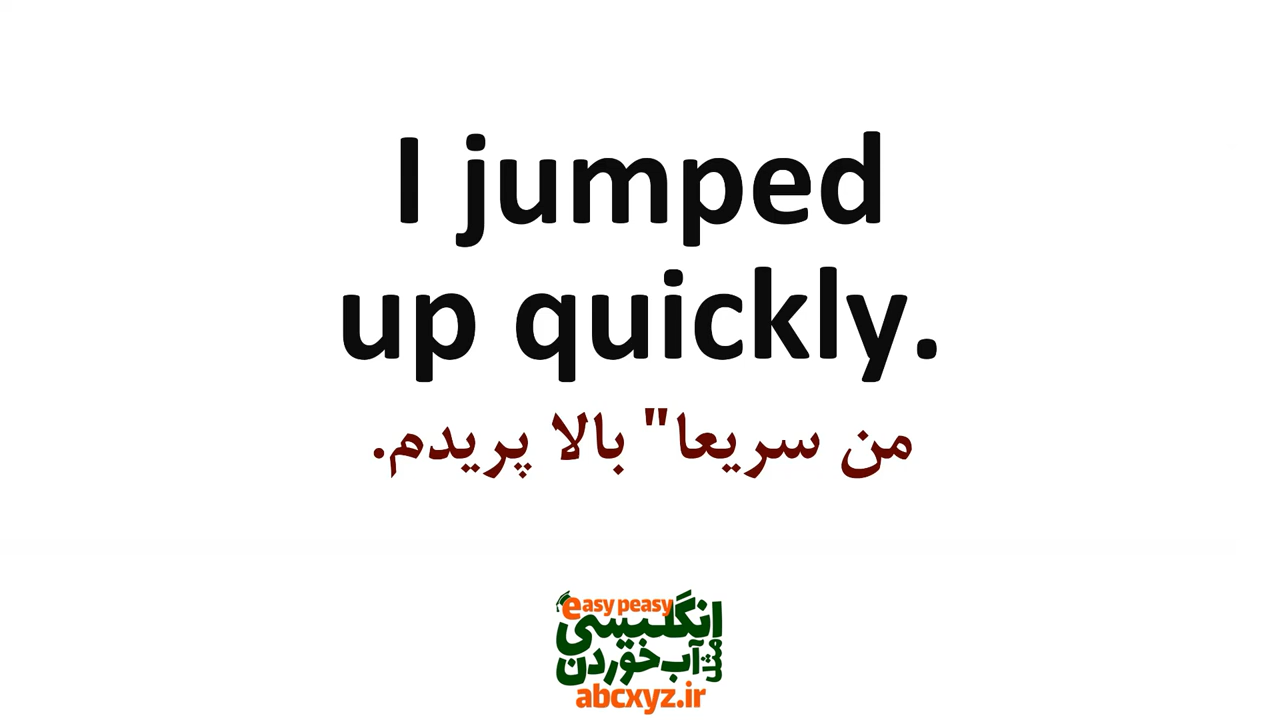 I jumped
up quickly.
من سریعا" بالا پریدم.
easy peasy
انگلیسی
مثل آب خوردن
abcxyz.ir